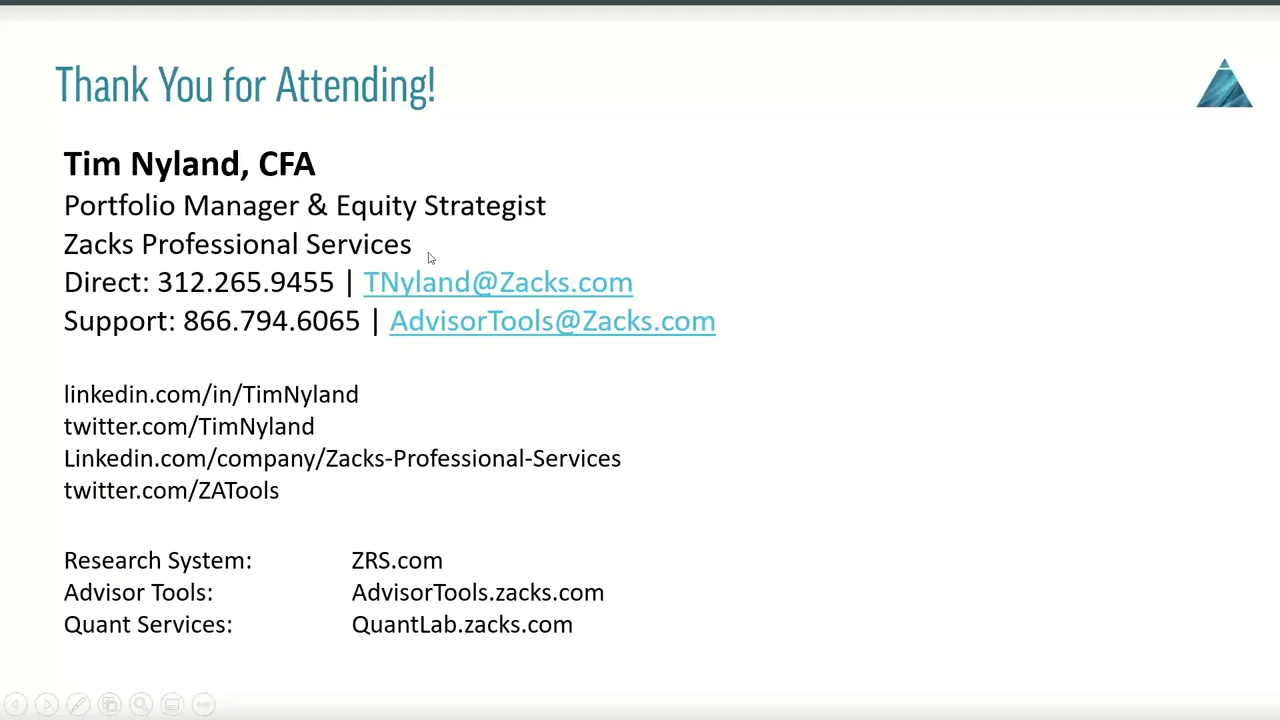 Thank You for Attending!
Tim Nyland, CFA
Portfolio Manager & Equity Strategist
Zacks Professional Services
Direct: 312.265.9455 | TNyland@Zacks.com
Support: 866.794.6065 | AdvisorTools@Zacks.com
linkedin.com/in/TimNyland
twitter.com/TimNyland
Linkedin.com/company/Zacks-Professional-Services
twitter.com/ZATools
Research System: ZRS.com
Advisor Tools: AdvisorTools.zacks.com
Quant Services: QuantLab.zacks.com